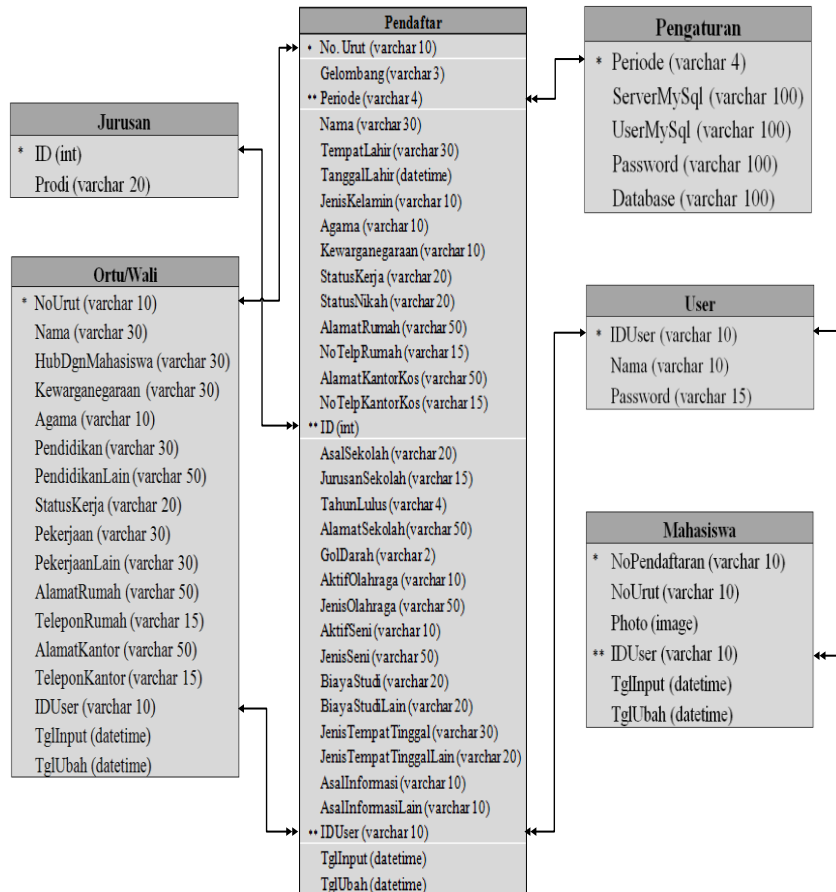 Pendaftar
* No. Urut (varchar 10)
Gelombang (varchar 3)
** Periode (varchar 4)
Nama (varchar 30)
TempatLahir (varchar 30)
TanggalLahir (datetime)
JenisKelamin (varchar 10)
Agama (varchar 10)
Kewarganegaraan (varchar 10)
StatusKerja (varchar 20)
StatusNikah (varchar 20)
AlamatRumah (varchar 50)
NoTelpRumah (varchar 15)
AlamatKantorKos (varchar 50)
NoTelpKantorKos (varchar 15)
** ID (int)
AsalSekolah (varchar 20)
JurusanSekolah (varchar 15)
TahunLulus (varchar 4)
AlamatSekolah (varchar 50)
GolDarah (varchar 2)
AktifOlahraga (varchar 10)
JenisOlahraga (varchar 50)
AktifSeni (varchar 10)
JenisSeni (varchar 50)
BiayaStudi (varchar 20)
BiayaStudiLain (varchar 20)
JenisTempatTinggal (varchar 30)
JenisTempatTinggalLain (varchar 20)
AsalInformasi (varchar 10)
AsalInformasiLain (varchar 10)
** IDUser (varchar 10)
TglInput (datetime)
TglUbah (datetime)
Jurusan
* ID (int)
Prodi (varchar 20)
Ortu/Wali
* NoUrut (varchar 10)
Nama (varchar 30)
HubDgnMahasiswa (varchar 30)
Kewarganegaraan (varchar 30)
Agama (varchar 10)
Pendidikan (varchar 30)
PendidikanLain (varchar 50)
StatusKerja (varchar 20)
Pekerjaan (varchar 30)
PekerjaanLain (varchar 30)
AlamatRumah (varchar 50)
TeleponRumah (varchar 15)
AlamatKantor (varchar 50)
TeleponKantor (varchar 15)
IDUser (varchar 10)
TglInput (datetime)
TglUbah (datetime)
Pengaturan
* Periode (varchar 4)
ServerMySql (varchar 100)
UserMySql (varchar 100)
Password (varchar 100)
Database (varchar 100)
User
* IDUser (varchar 10)
Nama (varchar 10)
Password (varchar 15)
Mahasiswa
* NoPendaftaran (varchar 10)
NoUrut (varchar 10)
Photo (image)
** IDUser (varchar 10)
TglInput (datetime)
TglUbah (datetime)